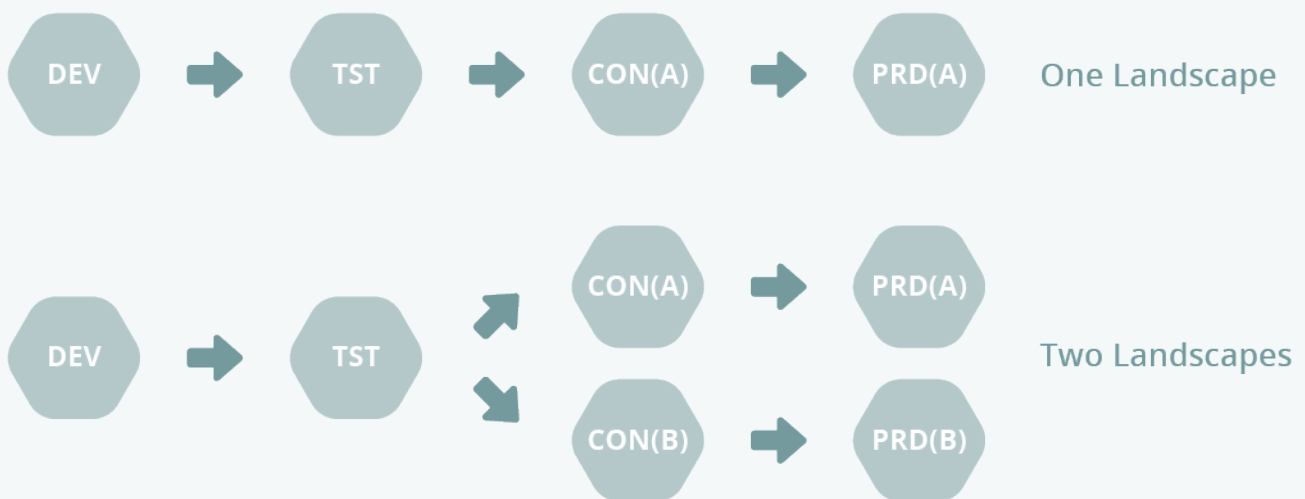 DEV
TST
CON(A)
PRD(A)
One Landscape
CON(A)
PRD(A)
DEV
TST
Two Landscapes
CON(B)
PRD(B)